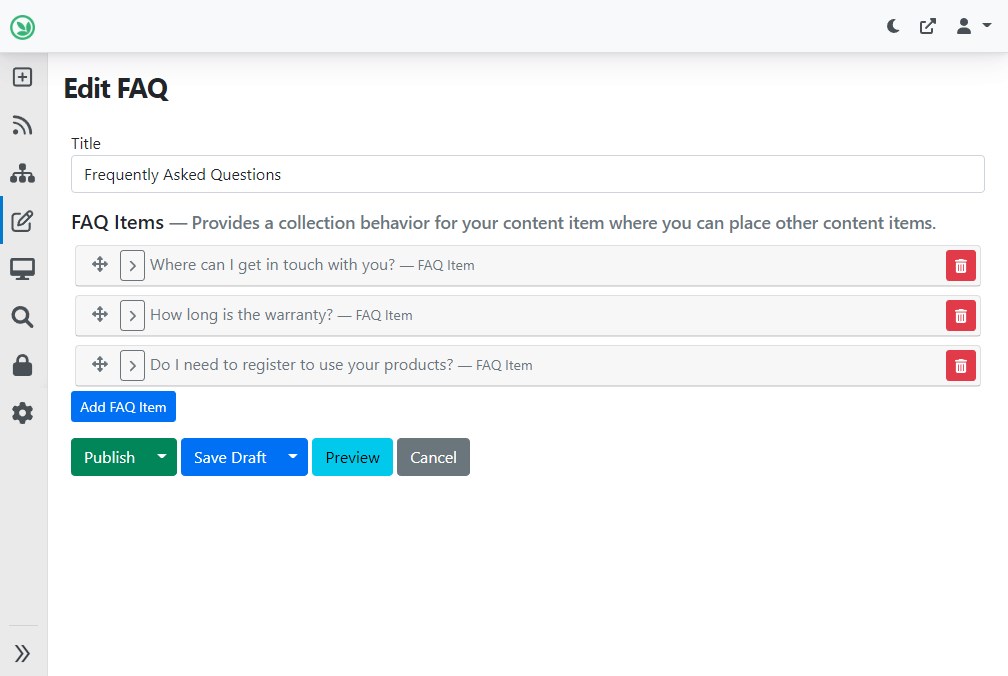 Edit FAQ
Title
Frequently Asked Questions
FAQ Items — Provides a collection behavior for your content item where you can place other content items.
Where can I get in touch with you? — FAQ Item
How long is the warranty? — FAQ Item
Do I need to register to use your products? — FAQ Item
Add FAQ Item
Publish Save Draft Preview Cancel